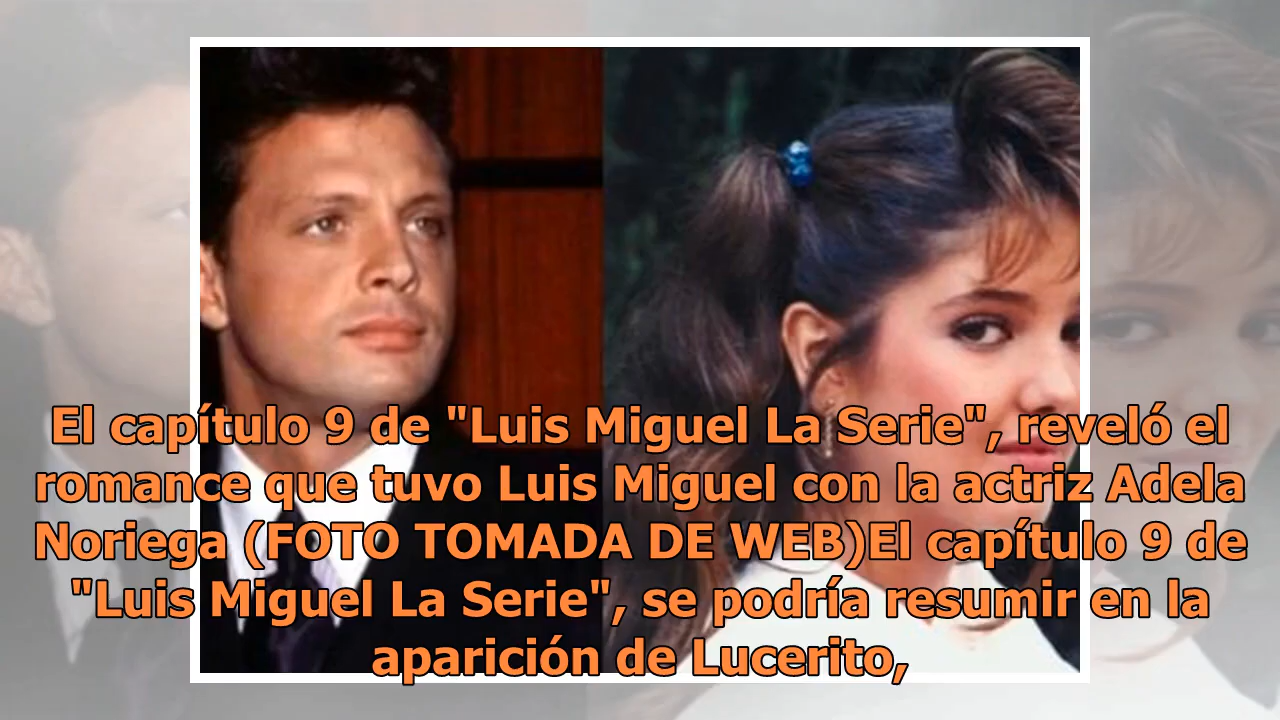 El capítulo 9 de "Luis Miguel La Serie", reveló el
romance que tuvo Luis Miguel con la actriz Adela
Noriega (FOTO TOMADA DE WEB)El capítulo 9 de
"Luis Miguel La Serie", se podría resumir en la
aparición de Lucerito,